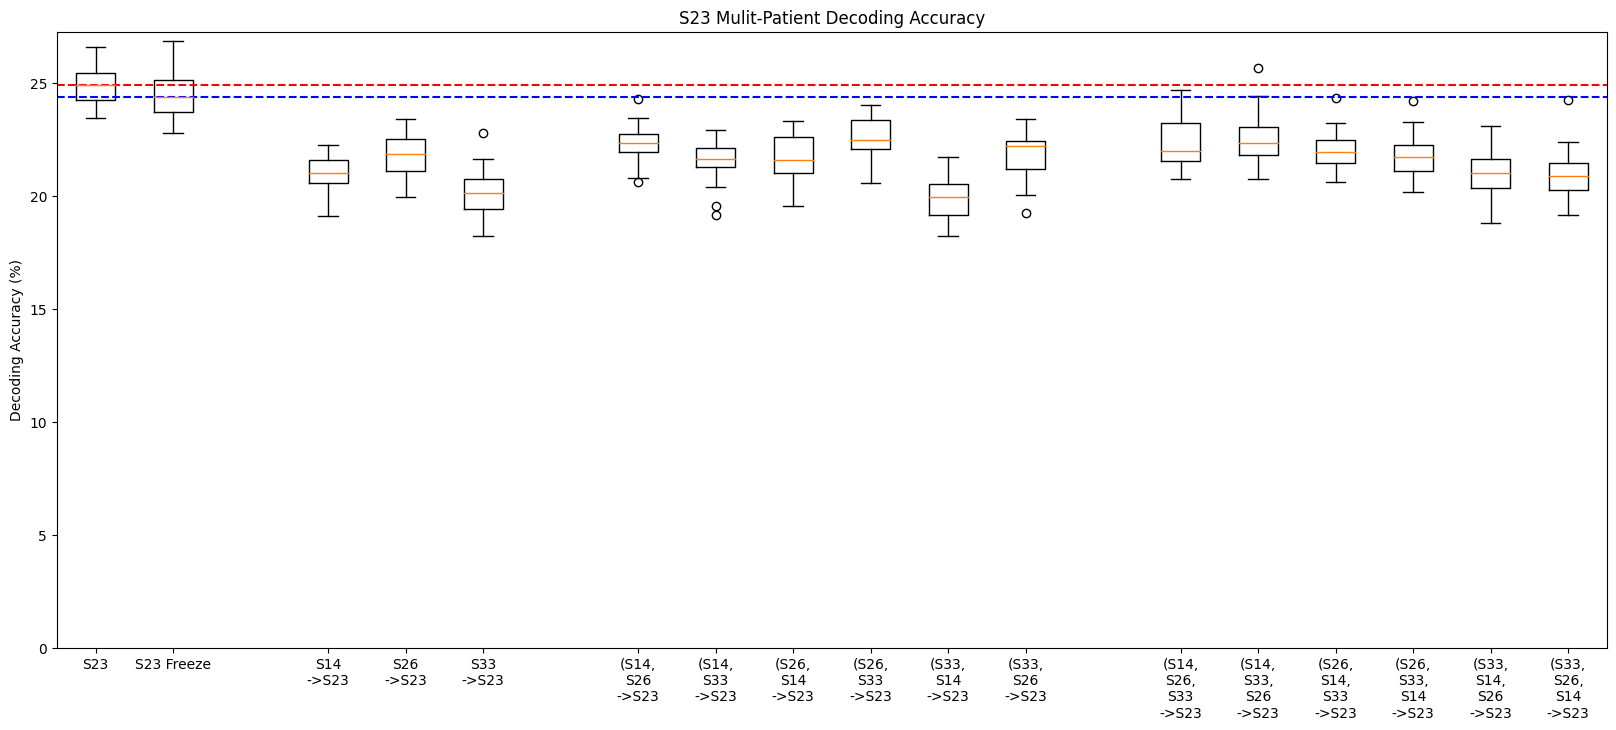 S23 Mulit-Patient Decoding Accuracy
Decoding Accuracy (%)
25
20
15
10
5
0
S23
S23 Freeze
S14
->S23
S26
->S23
S33
->S23
(S14,
S26
->S23
(S14,
S33
->S23
(S26,
S14
->S23
(S26,
S33
->S23
(S33,
S14
->S23
(S33,
S26
->S23
(S14,
S26,
S33
->S23
(S14,
S33,
S26
->S23
(S26,
S14,
S33
->S23
(S26,
S33,
S14
->S23
(S33,
S14,
S26
->S23
(S33,
S26,
S14
->S23